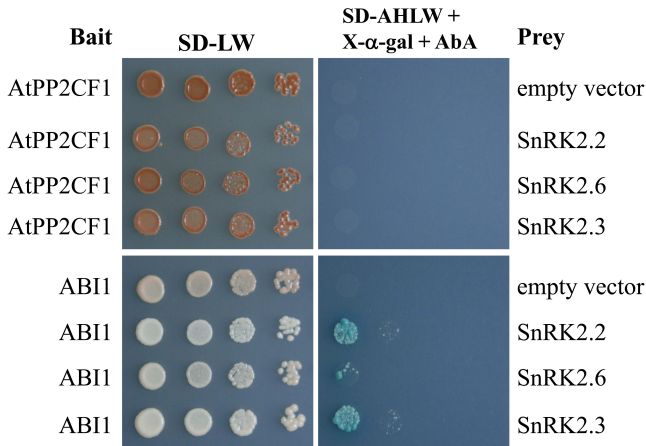 Bait
SD-LW
SD-AHLW +
X-α-gal + AbA
Prey
AtPP2CF1
empty vector
AtPP2CF1
SnRK2.2
AtPP2CF1
SnRK2.6
AtPP2CF1
SnRK2.3
ABI1
empty vector
ABI1
SnRK2.2
ABI1
SnRK2.6
ABI1
SnRK2.3